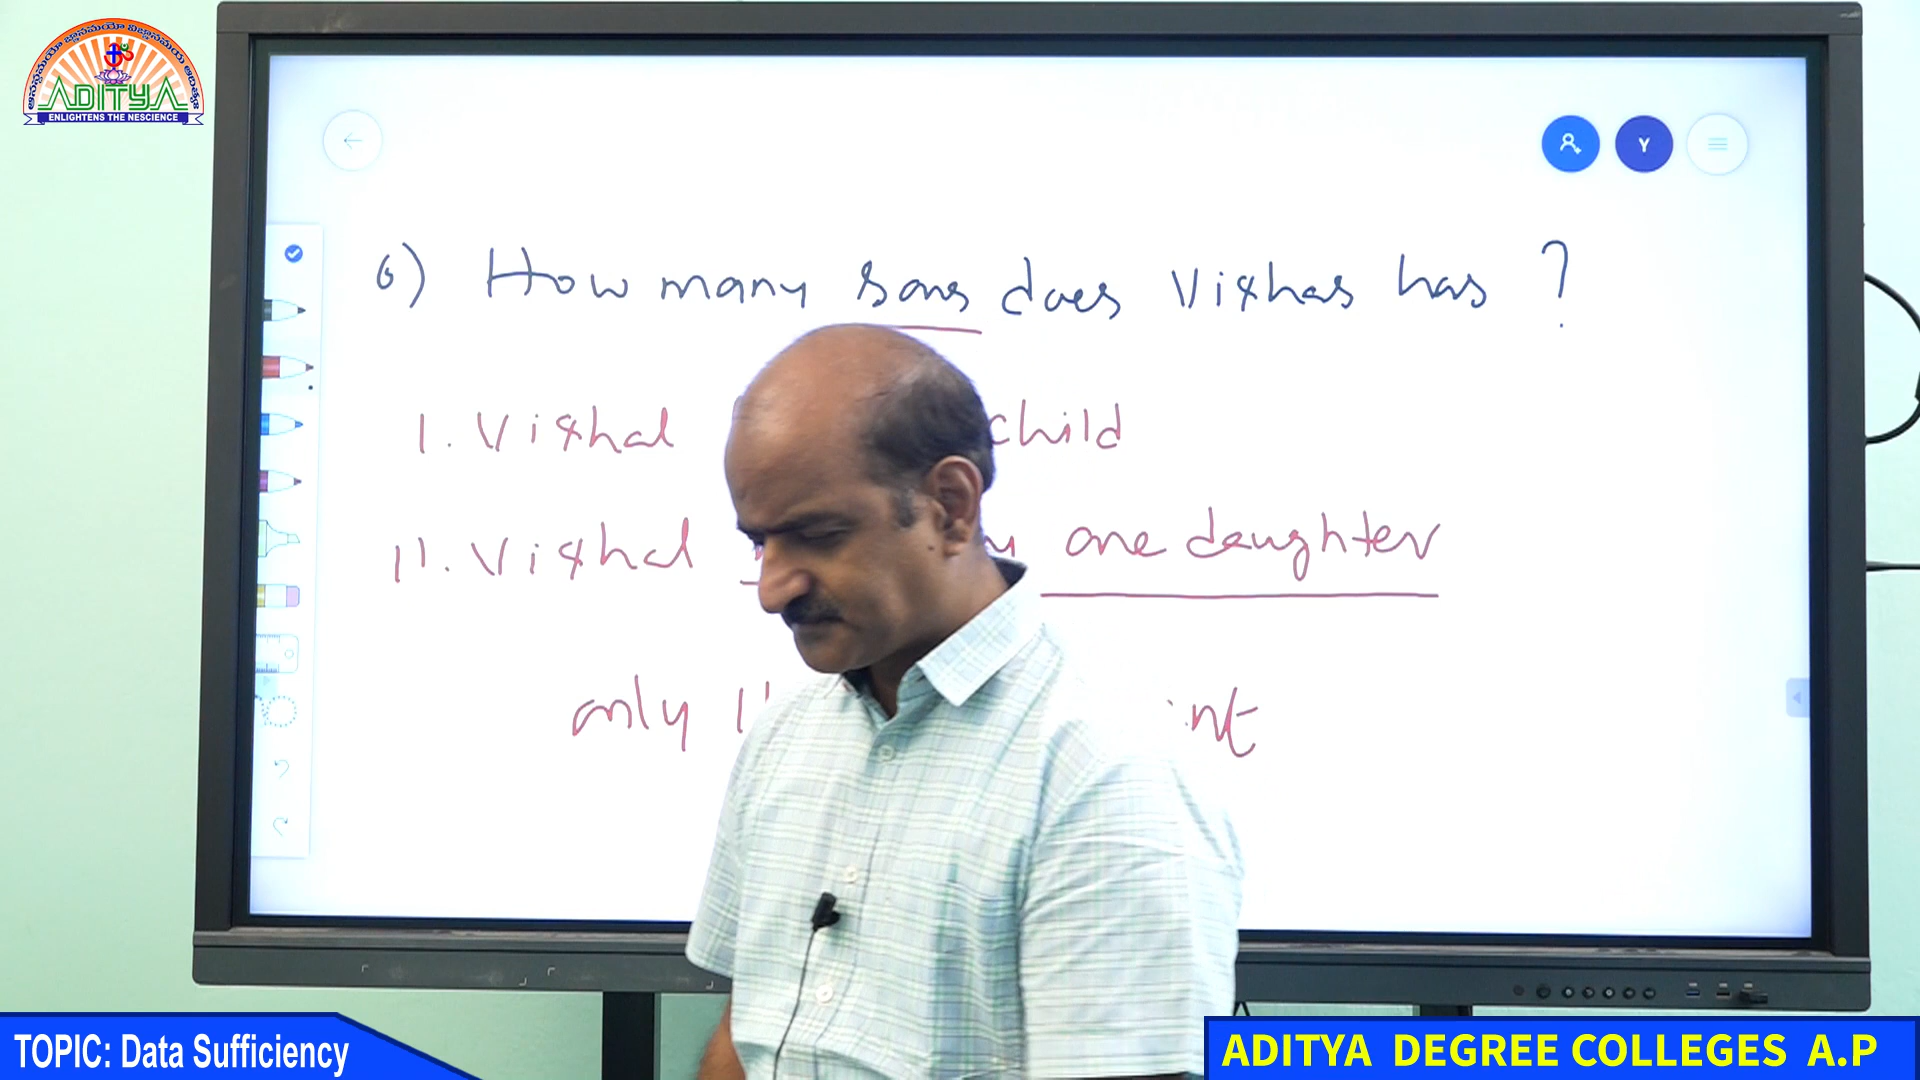 ADITYA
ENLIGHTENS THE NESCIENCE
Y
6) How many sons does Vishas has ?
I. Vishal child
II. Vishal one daughter
only II
TOPIC: Data Sufficiency
ADITYA DEGREE COLLEGES A.P